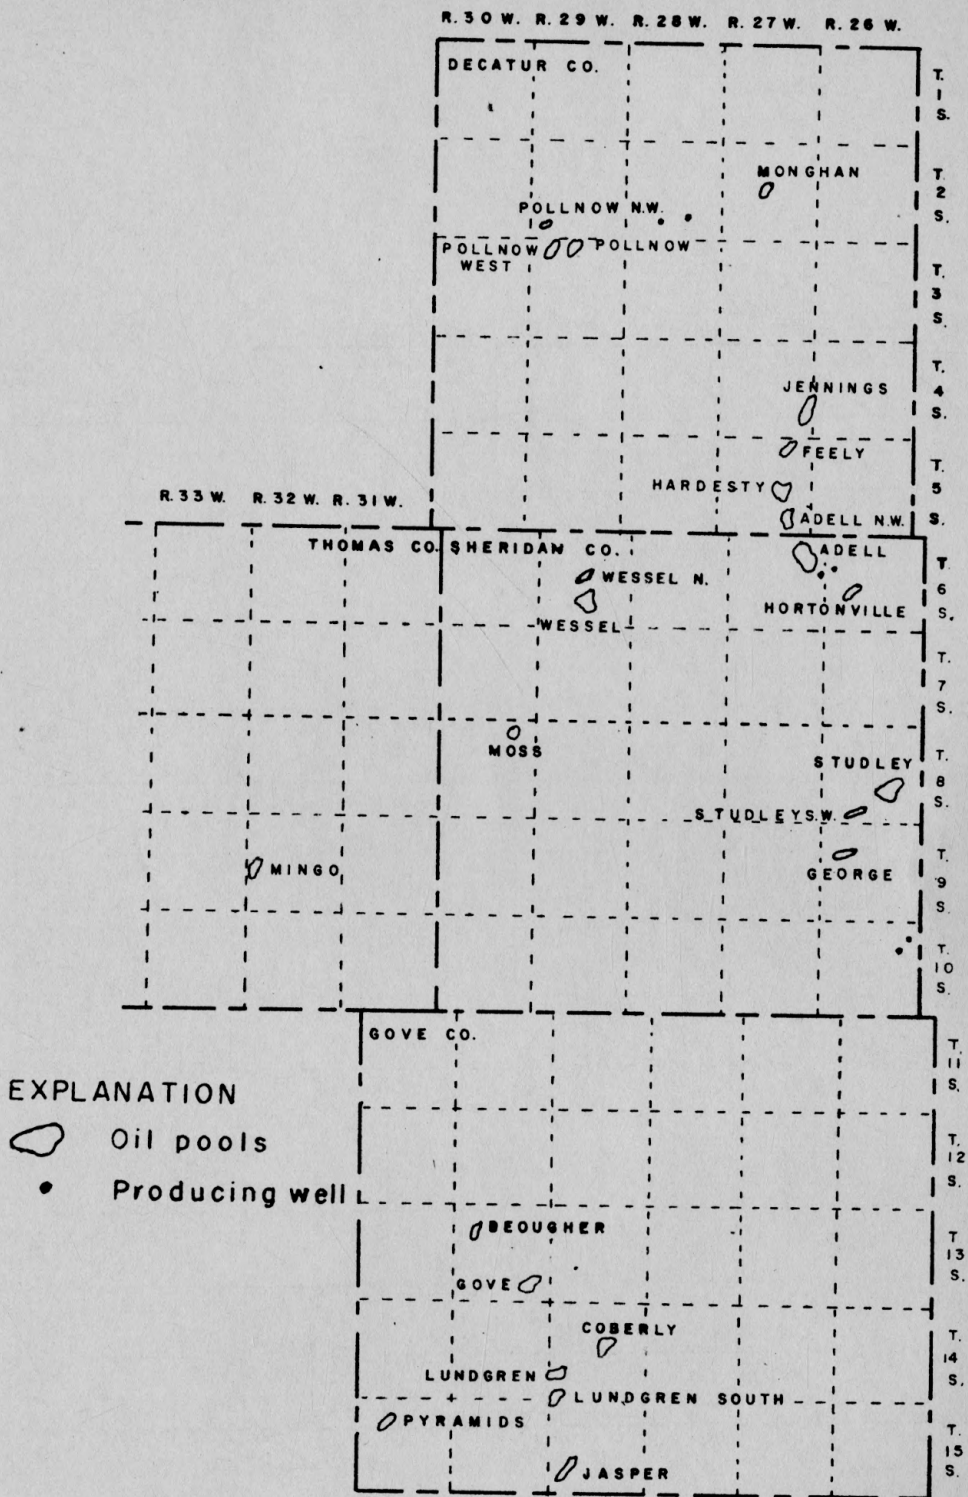 R. 30 W. R. 29 W. R. 28 W. R. 27 W. R. 26 W.
DECATUR CO.
T.
1
S.
MONGHAN
T.
2
S.
POLLNOW N.W.
POLLNOW
WEST
POLLNOW
T.
3
S.
JENNINGS
T.
4
S.
FEELY
HARDESTY
T.
5
S.
ADELL N.W.
R. 33 W. R. 32 W. R. 31 W.
THOMAS CO.
SHERIDAN CO.
ADELL
WESSEL N.
HORTONVILLE
T.
6
S.
WESSEL
T.
7
S.
MOSS
STUDLEY
T.
8
S.
STUDLEY S.W.
MINGO
GEORGE
T.
9
S.
T.
10
S.
GOVE CO.
T.
11
S.
EXPLANATION
Oil pools
Producing well
T.
12
S.
BEOUGHER
T
13
S.
GOVE
COBERLY
T.
14
S.
LUNDGREN
LUNDGREN SOUTH
PYRAMIDS
T.
15
S.
JASPER